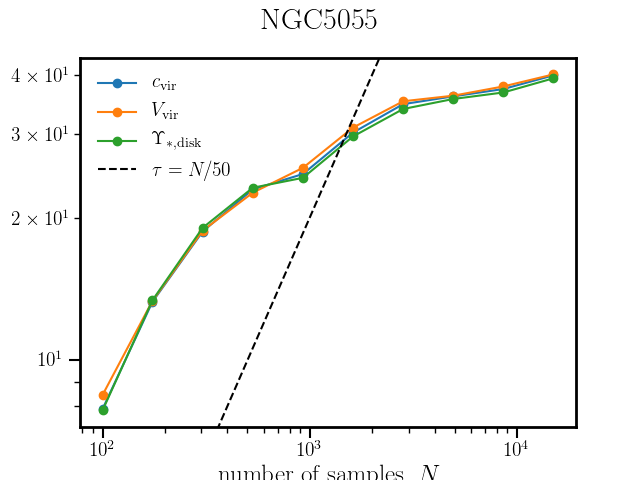 NGC5055
4 × 10¹
3 × 10¹
2 × 10¹
10¹
c_vir
V_vir
Υ_*,disk
τ = N/50
10² 10³ 10⁴
number of samples, N